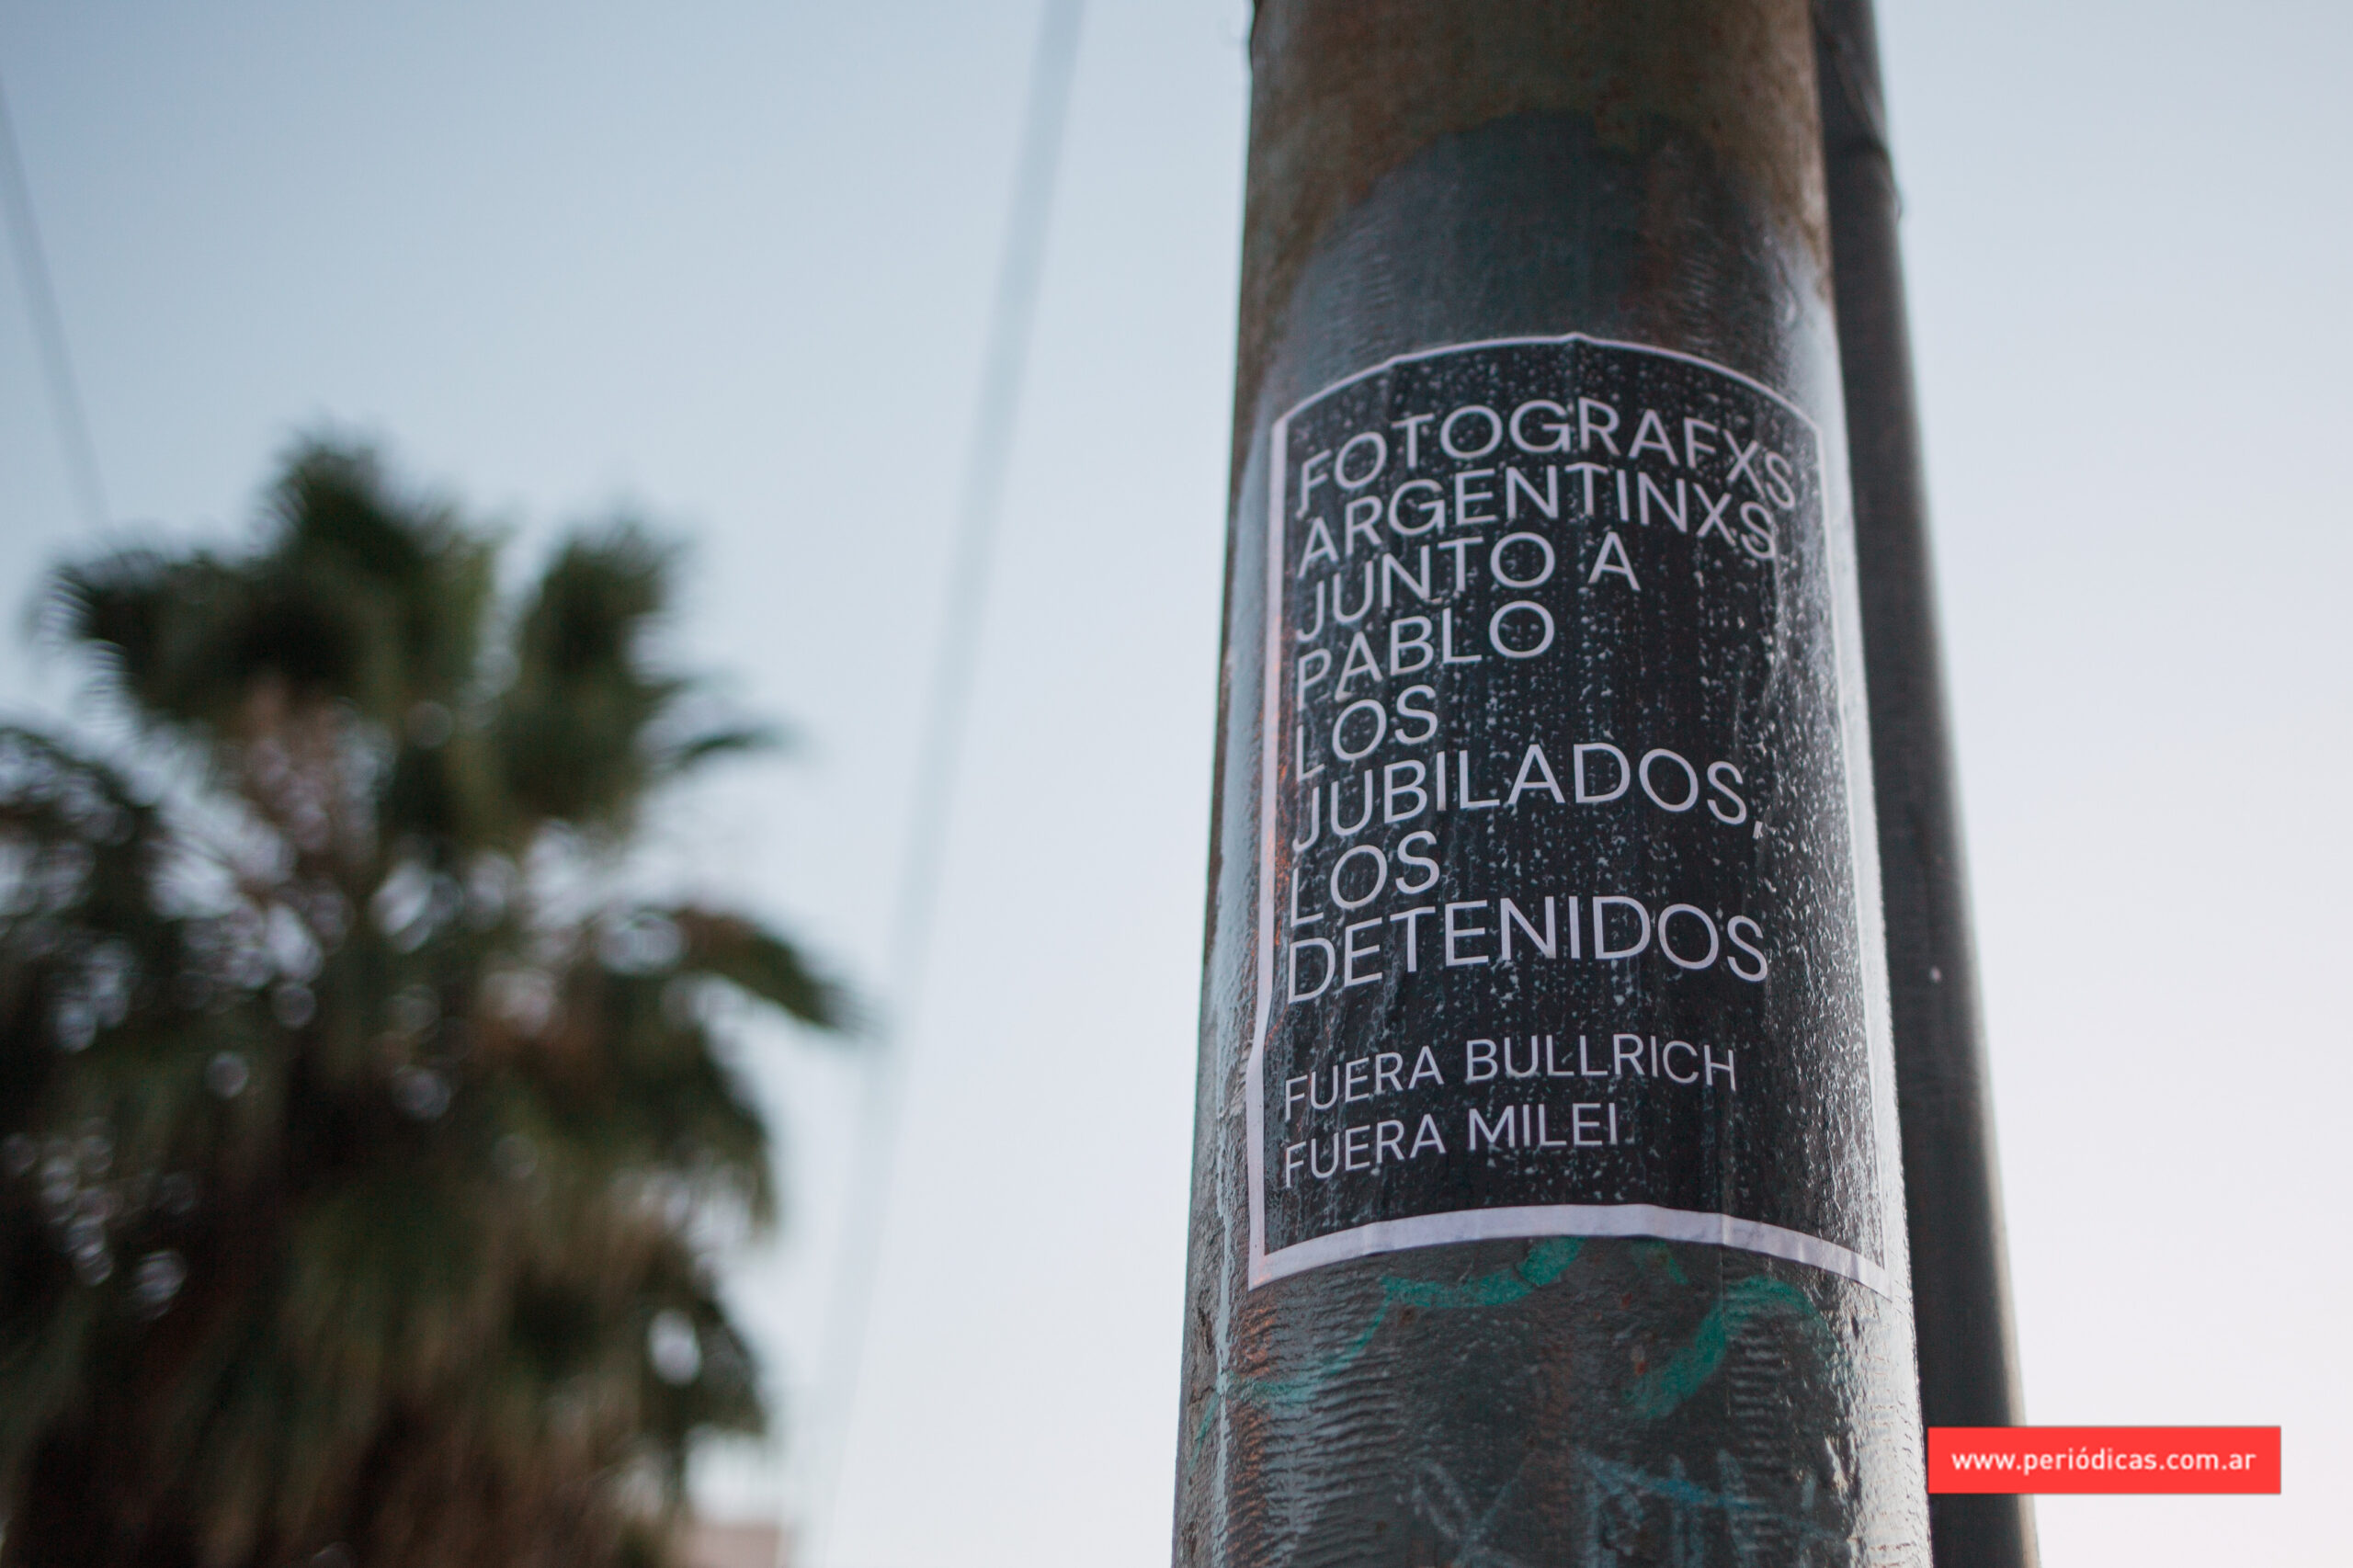 FOTOGRAFXS
ARGENTINXS
JUNTO A
PABLO
LOS
JUBILADOS,
LOS
DETENIDOS
FUERA BULLRICH
FUERA MILEI
www.periódicas.com.ar